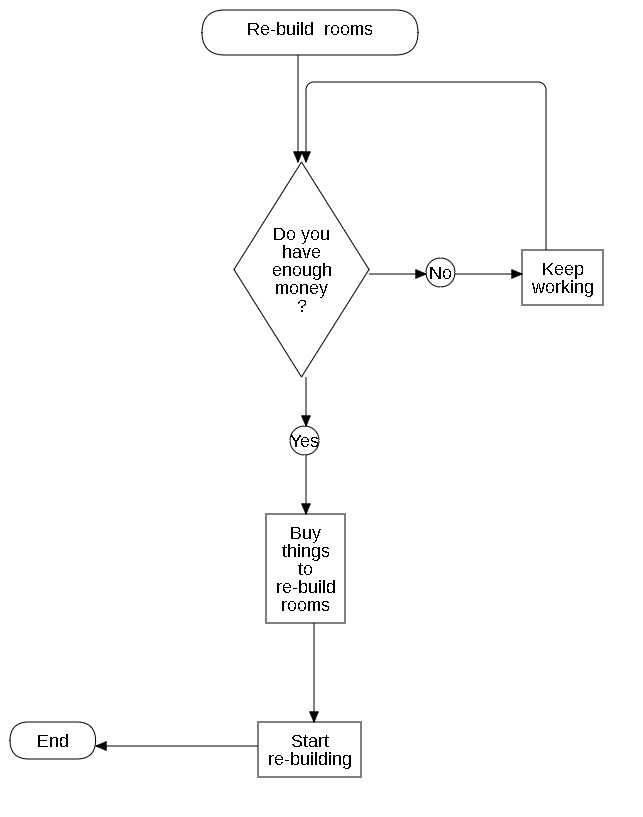 Re-build  rooms
Do you
have
enough
money
?
No
Keep
working
Yes
Buy
things
to
re-build
rooms
Start
re-building
End